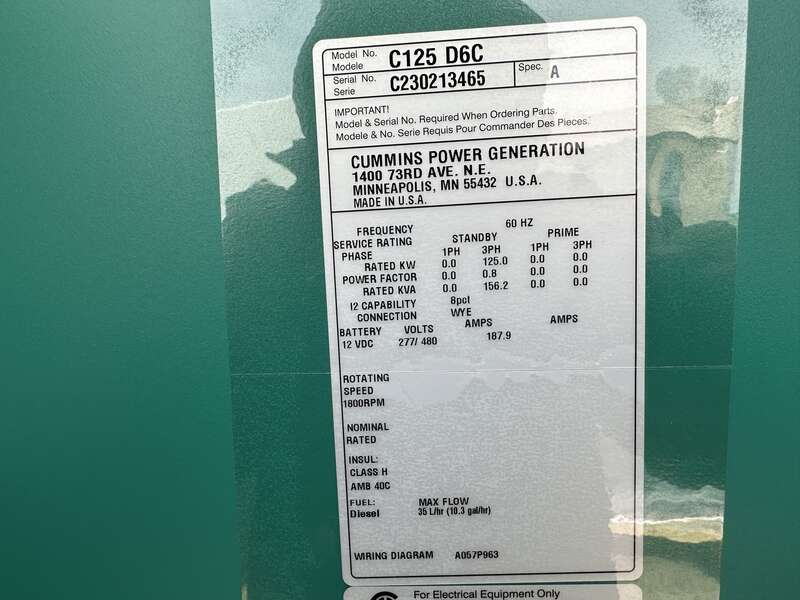 Model No. C125 D6C
Modele
Serial No. C230213465 Spec. A
Serie
IMPORTANT!
Model & Serial No. Required When Ordering Parts.
Modele & No. Serie Requis Pour Commander Des Pieces.
CUMMINS POWER GENERATION
1400 73RD AVE. N.E.
MINNEAPOLIS, MN 55432 U.S.A.
MADE IN U.S.A.
FREQUENCY 60 HZ
SERVICE RATING STANDBY PRIME
PHASE 1PH 3PH 1PH 3PH
RATED KW 0.0 125.0 0.0 0.0
POWER FACTOR 0.0 0.8 0.0 0.0
RATED KVA 0.0 156.2 0.0 0.0
I2 CAPABILITY 8pct
CONNECTION WYE
BATTERY VOLTS AMPS AMPS
12 VDC 277/ 480 187.9
ROTATING
SPEED
1800RPM
NOMINAL
RATED
INSUL:
CLASS H
AMB 40C
FUEL: MAX FLOW
Diesel 35 L/hr (10.3 gal/hr)
WIRING DIAGRAM A057P963
For Electrical Equipment Only